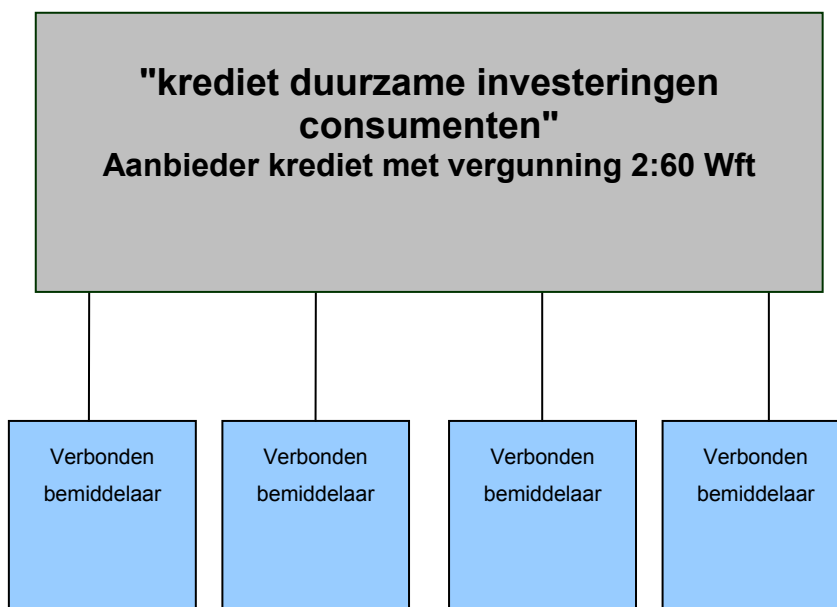 "krediet duurzame investeringen
consumenten"
Aanbieder krediet met vergunning 2:60 Wft
Verbonden
bemiddelaar
Verbonden
bemiddelaar
Verbonden
bemiddelaar
Verbonden
bemiddelaar